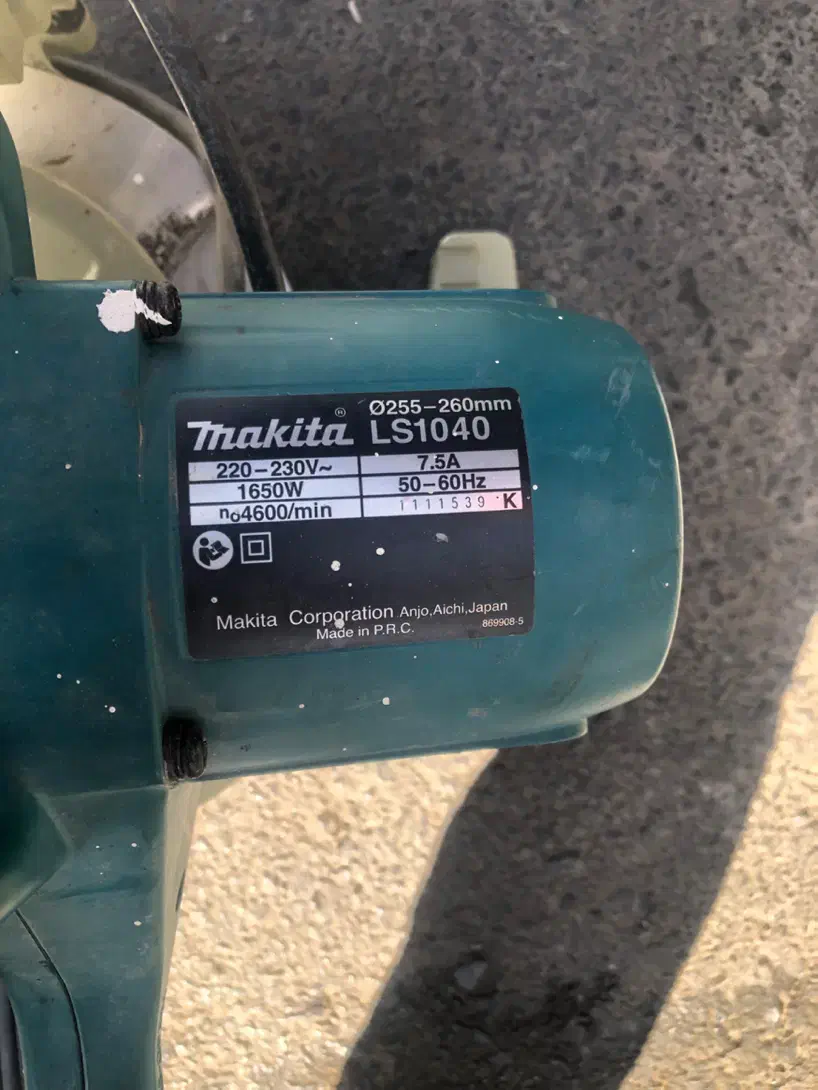 Makita® Ø255-260mm
LS1040
220-230V~ 7.5A
1650W 50-60Hz
n₀4600/min 1111539 K
Makita Corporation Anjo,Aichi,Japan
Made in P.R.C. 869908-5